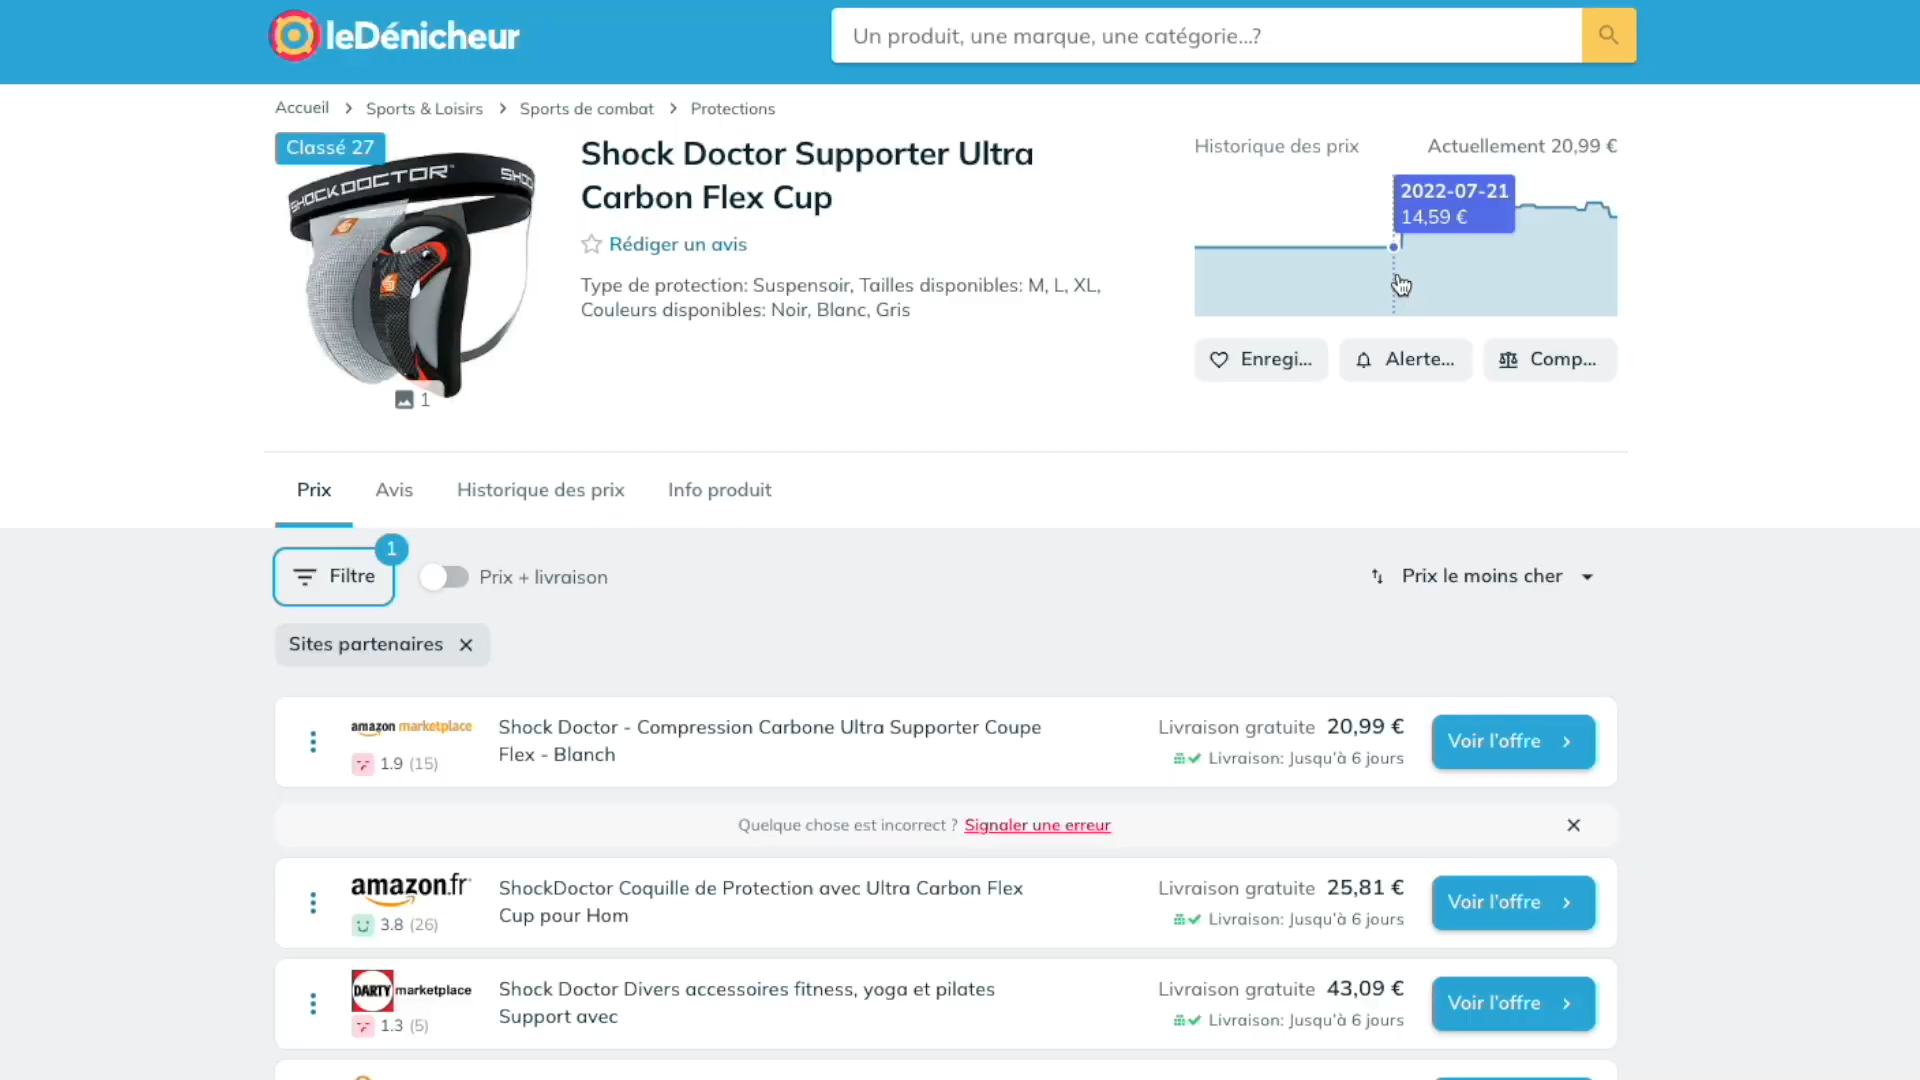 leDénicheur
Un produit, une marque, une catégorie...?
Accueil
Sports & Loisirs
Sports de combat
Protections
Classé 27
SHOCK DOCTOR
SHOC
1
Shock Doctor Supporter Ultra
Carbon Flex Cup
Rédiger un avis
Type de protection: Suspensoir, Tailles disponibles: M, L, XL,
Couleurs disponibles: Noir, Blanc, Gris
Historique des prix
Actuellement 20,99 €
2022-07-21
14,59 €
Enregi...
Alerte...
Comp...
Prix
Avis
Historique des prix
Info produit
Filtre
1
Prix + livraison
Prix le moins cher
Sites partenaires
amazon marketplace
1.9 (15)
Shock Doctor - Compression Carbone Ultra Supporter Coupe
Flex - Blanch
Livraison gratuite 20,99 €
Livraison: Jusqu'à 6 jours
Voir l'offre
Quelque chose est incorrect ? Signaler une erreur
amazon.fr
3.8 (26)
ShockDoctor Coquille de Protection avec Ultra Carbon Flex
Cup pour Hom
Livraison gratuite 25,81 €
Livraison: Jusqu'à 6 jours
Voir l'offre
DARTY marketplace
1.3 (5)
Shock Doctor Divers accessoires fitness, yoga et pilates
Support avec
Livraison gratuite 43,09 €
Livraison: Jusqu'à 6 jours
Voir l'offre